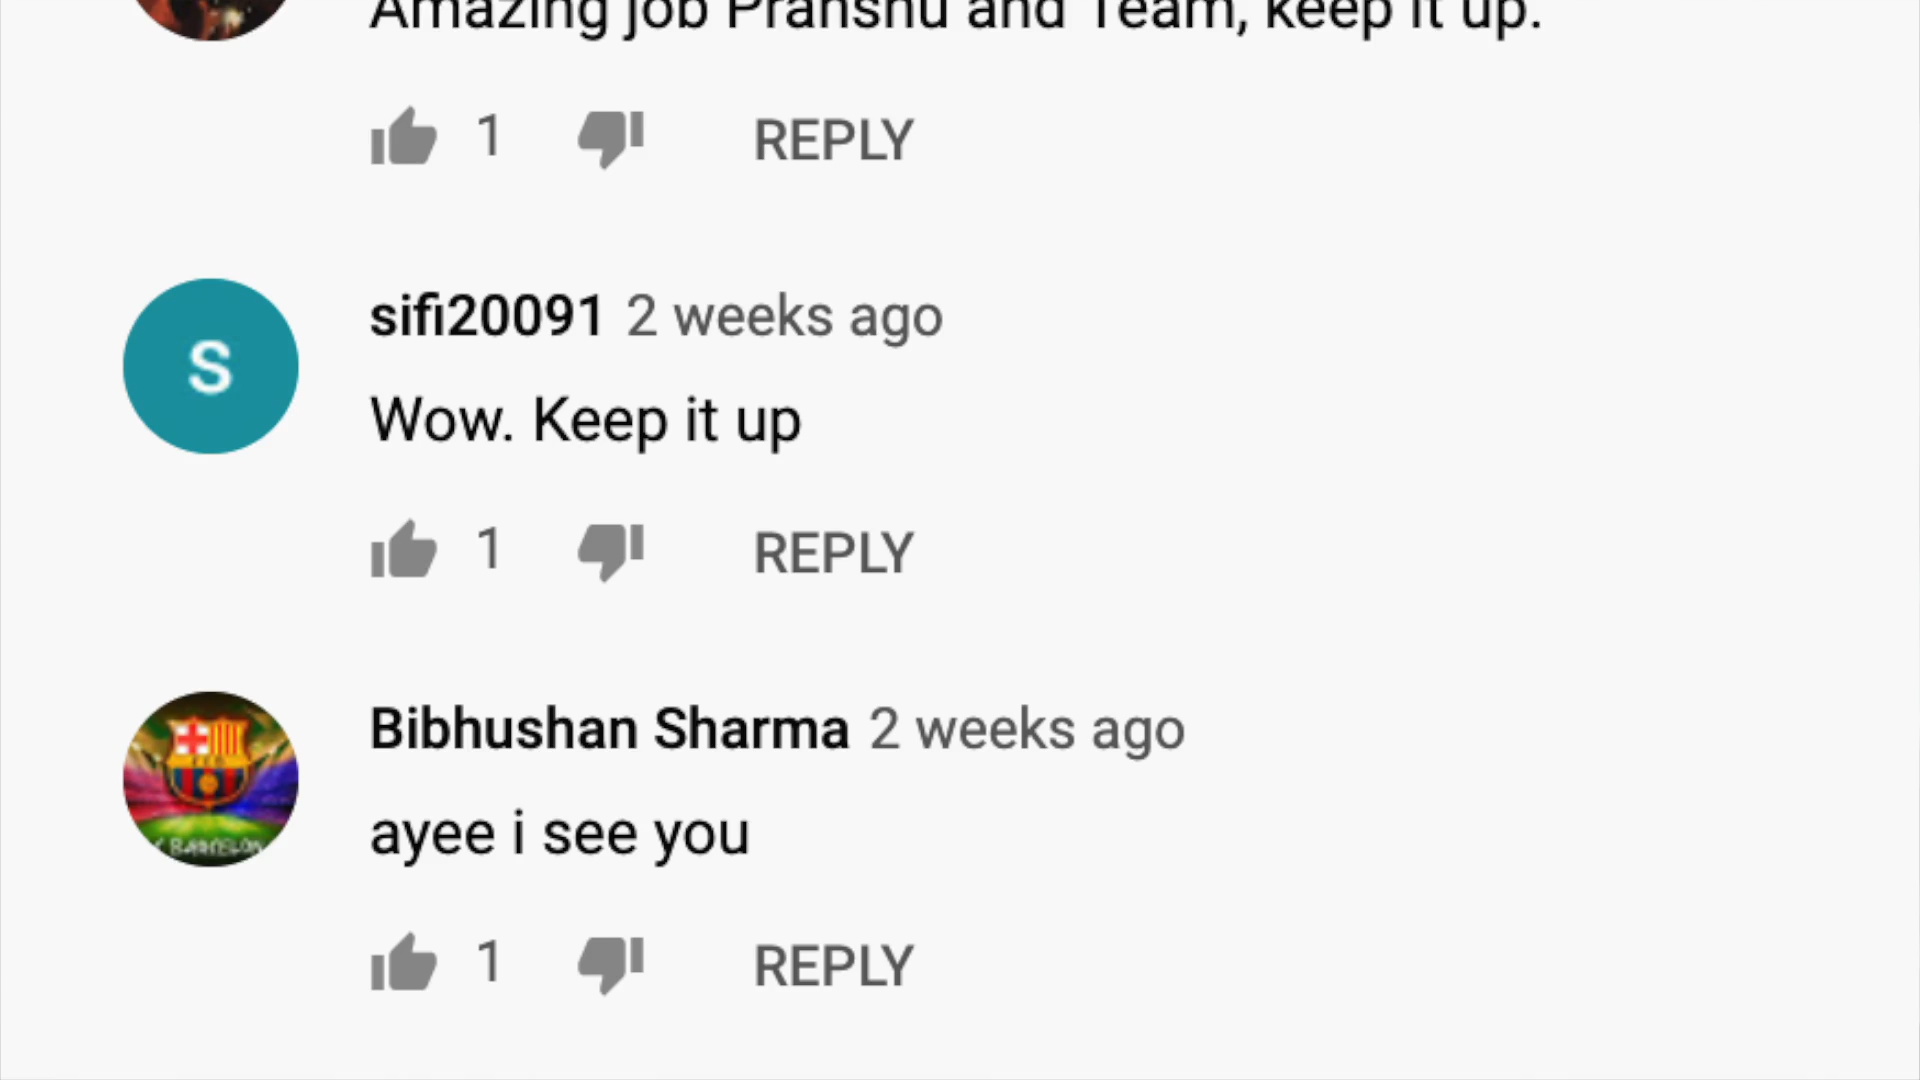 Amazing job Pranshu and Team, keep it up.
1 REPLY
S
sifi20091 2 weeks ago
Wow. Keep it up
1 REPLY
Bibhushan Sharma 2 weeks ago
ayee i see you
1 REPLY